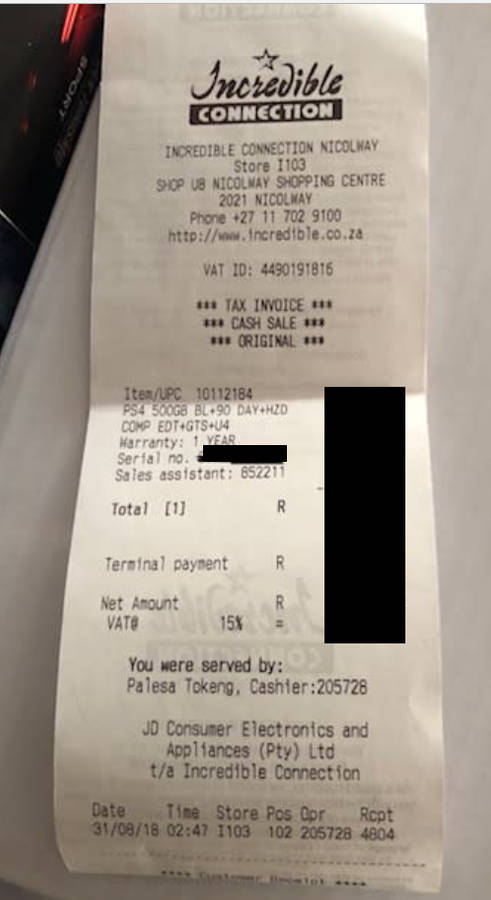 SPORT
Incredible
CONNECTION
INCREDIBLE CONNECTION NICOLWAY
Store I103
SHOP U8 NICOLWAY SHOPPING CENTRE
2021 NICOLWAY
Phone +27 11 702 9100
http://www.incredible.co.za
VAT ID: 4490191816
*** TAX INVOICE ***
*** CASH SALE ***
*** ORIGINAL ***
Item/UPC 10112184
PS4 500GB BL+90 DAY+HZD
COMP EDT+GTS+U4
Warranty: 1 YEAR
Serial no.
Sales assistant: 852211
Total [1] R
Terminal payment R
Net Amount R
VAT@ 15% =
You were served by:
Palesa Tokeng, Cashier:205728
JD Consumer Electronics and
Appliances (Pty) Ltd
t/a Incredible Connection
Date Time Store Pos Opr Rcpt
31/08/18 02:47 I103 102 205728 4804
**** Customer Receipt ****